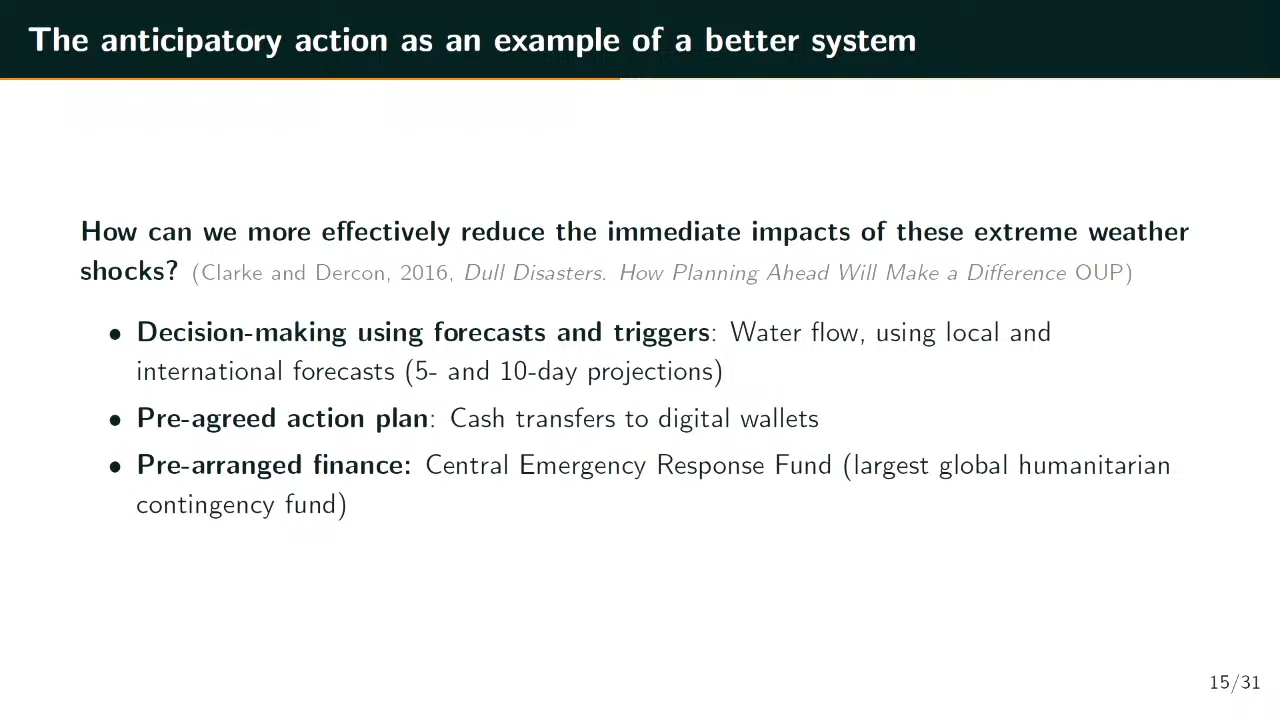 The anticipatory action as an example of a better system
How can we more effectively reduce the immediate impacts of these extreme weather
shocks? (Clarke and Dercon, 2016, Dull Disasters. How Planning Ahead Will Make a Difference OUP)
• Decision-making using forecasts and triggers: Water flow, using local and
international forecasts (5- and 10-day projections)
• Pre-agreed action plan: Cash transfers to digital wallets
• Pre-arranged finance: Central Emergency Response Fund (largest global humanitarian
contingency fund)
15/31